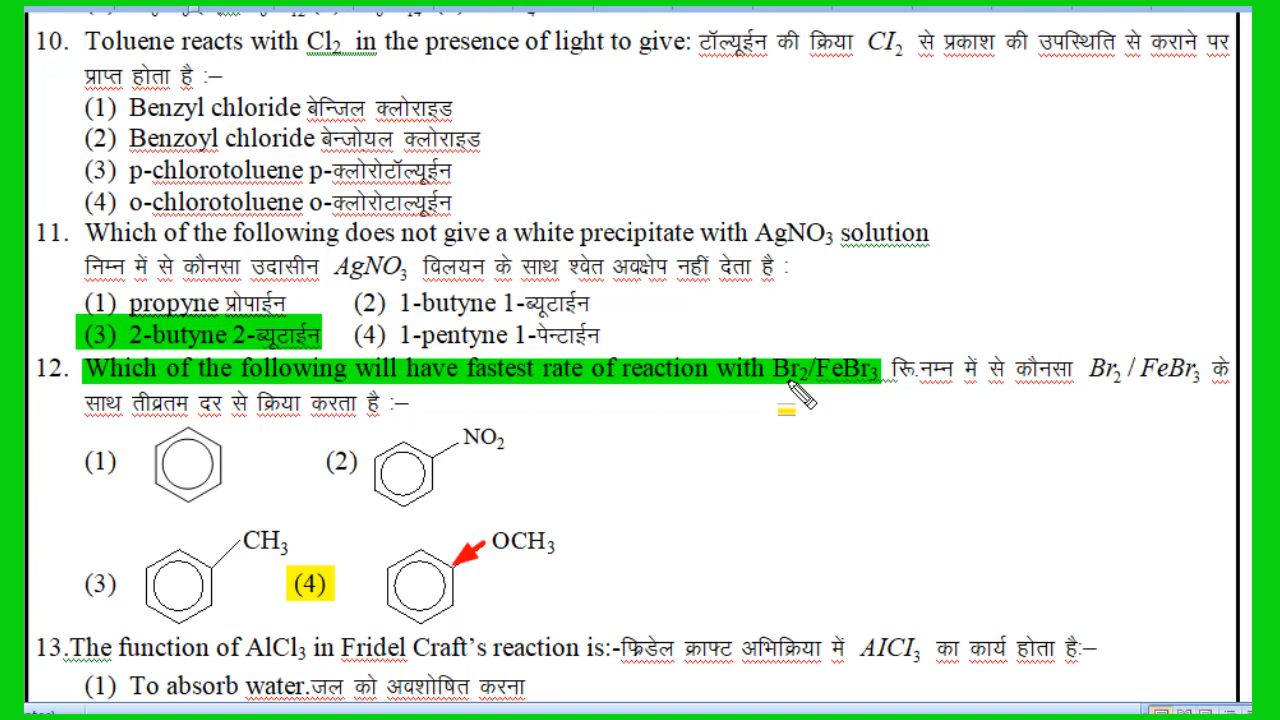 10. Toluene reacts with Cl2 in the presence of light to give: टॉल्यूईन की क्रिया CI2 से प्रकाश की उपस्थिति से कराने पर
प्राप्त होता है :–
(1) Benzyl chloride बेन्जिल क्लोराइड
(2) Benzoyl chloride बेन्जोयल क्लोराइड
(3) p-chlorotoluene p-क्लोरोटॉल्यूईन
(4) o-chlorotoluene o-क्लोरोटाल्यूईन
11. Which of the following does not give a white precipitate with AgNO3 solution
निम्न में से कौनसा उदासीन AgNO3 विलयन के साथ श्वेत अवक्षेप नहीं देता है :
(1) propyne प्रोपाईन (2) 1-butyne 1-ब्यूटाईन
(3) 2-butyne 2-ब्यूटाईन (4) 1-pentyne 1-पेन्टाईन
12. Which of the following will have fastest rate of reaction with Br2/FeBr3 में से कौनसा Br2 / FeBr3 के
साथ तीव्रतम दर से क्रिया करता है :–
(1) (2) NO2
(3) CH3 (4) OCH3
13.The function of AlCl3 in Fridel Craft’s reaction is:-फ्रिडेल क्राफ्ट अभिक्रिया में AICI3 का कार्य होता है:–
(1) To absorb water.जल को अवशोषित करना